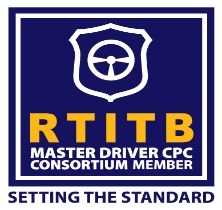 RTITB
MASTER DRIVER CPC
CONSORTIUM MEMBER
SETTING THE STANDARD